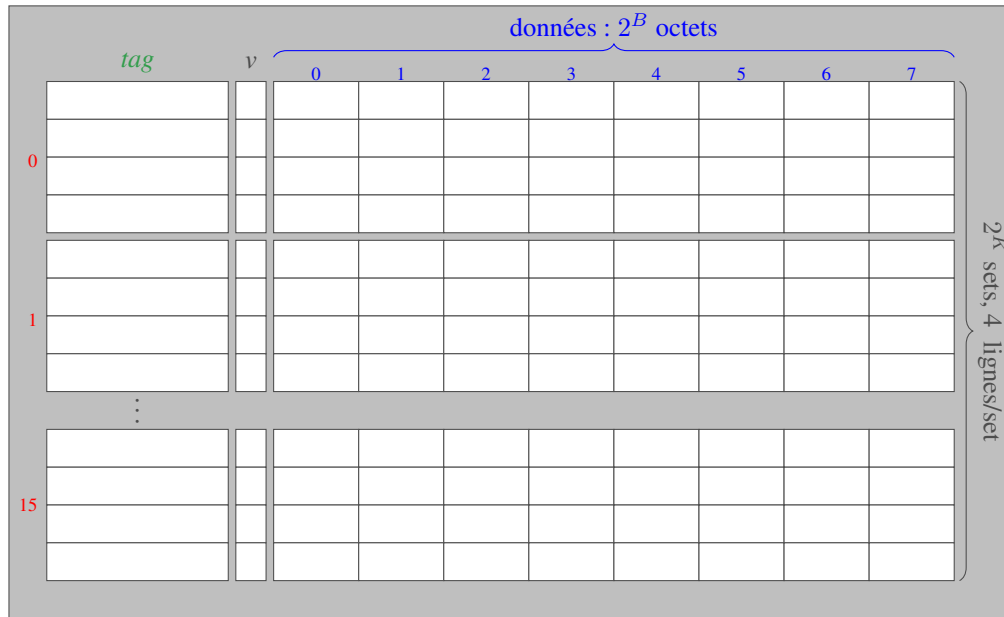 données : 2^B octets
tag v
0 1 2 3 4 5 6 7
0
1
⋮
15
2^K sets, 4 lignes/set